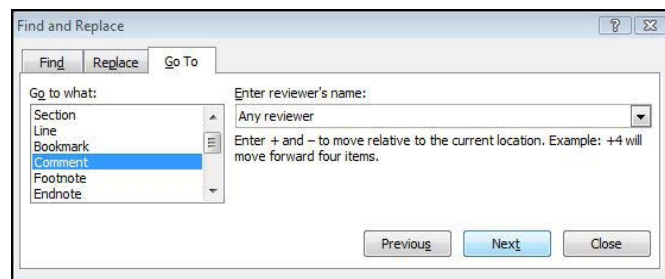 Find and Replace
Find Replace Go To
Go to what:
Section
Line
Bookmark
Comment
Footnote
Endnote
Enter reviewer's name:
Any reviewer
Enter + and – to move relative to the current location. Example: +4 will
move forward four items.
Previous Next Close